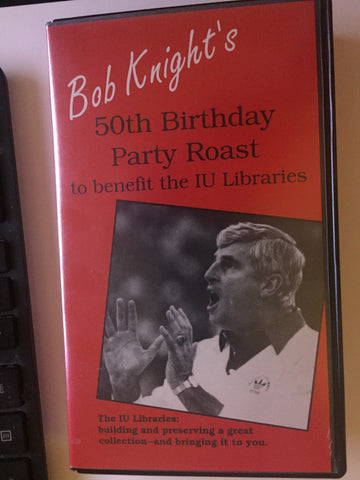 Bob Knight's
50th Birthday
Party Roast
to benefit the IU Libraries
The IU Libraries:
building and preserving a great
collection—and bringing it to you.